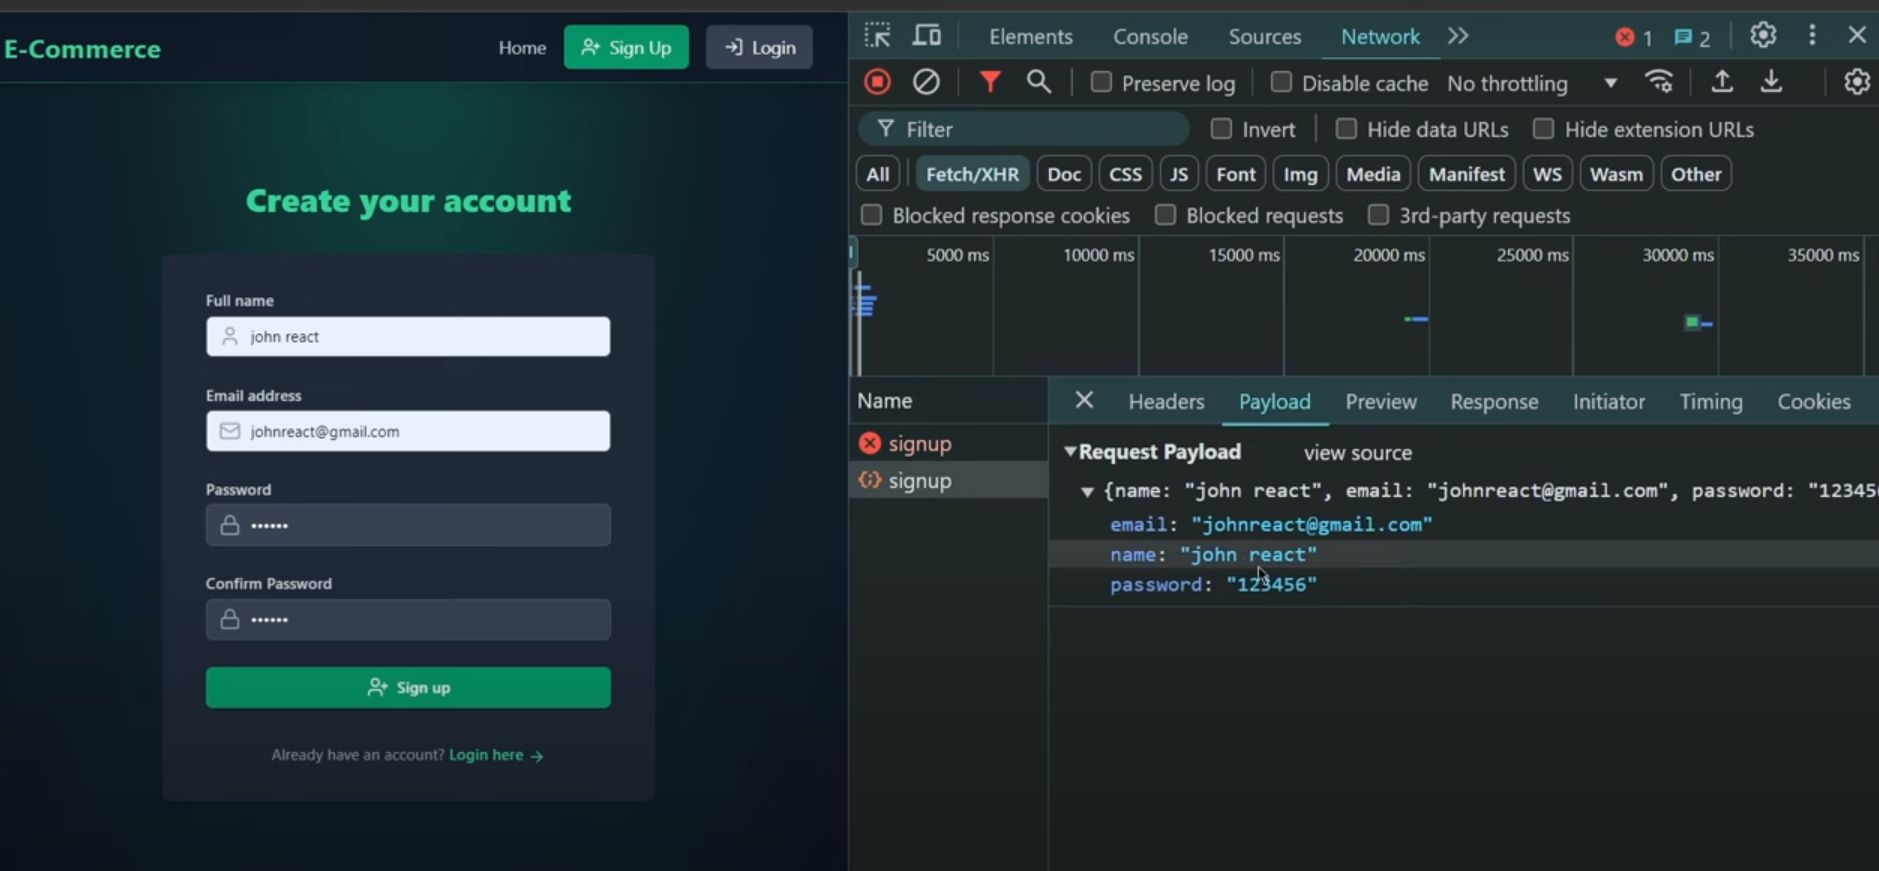 E-Commerce
Home
Sign Up
Login
Create your account
Full name
john react
Email address
johnreact@gmail.com
Password
••••••
Confirm Password
••••••
Sign up
Already have an account? Login here →
Elements Console Sources Network >> 1 2
Preserve log Disable cache No throttling
Filter Invert Hide data URLs Hide extension URLs
All Fetch/XHR Doc CSS JS Font Img Media Manifest WS Wasm Other
Blocked response cookies Blocked requests 3rd-party requests
5000 ms 10000 ms 15000 ms 20000 ms 25000 ms 30000 ms 35000 ms
Name
signup
signup
Headers Payload Preview Response Initiator Timing Cookies
Request Payload view source
{name: "john react", email: "johnreact@gmail.com", password: "12345
email: "johnreact@gmail.com"
name: "john react"
password: "123456"